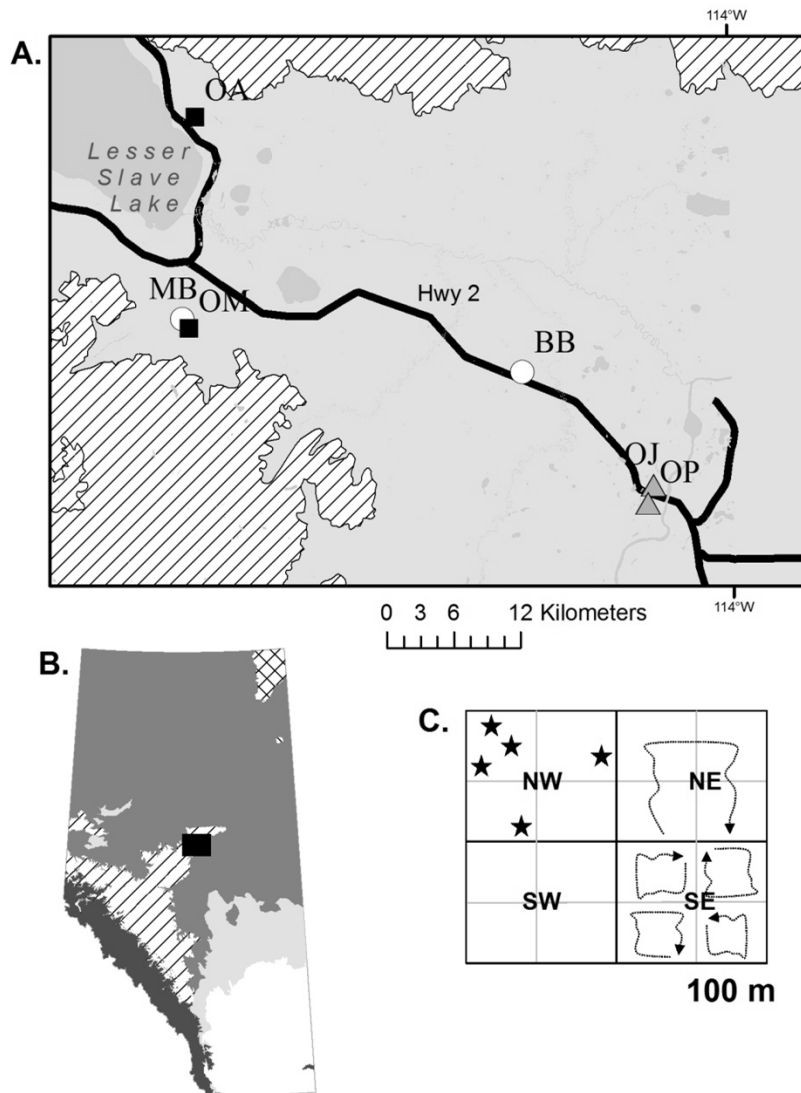 114°W
A.
OA
Lesser
Slave
Lake
MB OM
Hwy 2
BB
OJ
OP
114°W
0 3 6 12 Kilometers
B.
C.
NW NE
SW SE
100 m